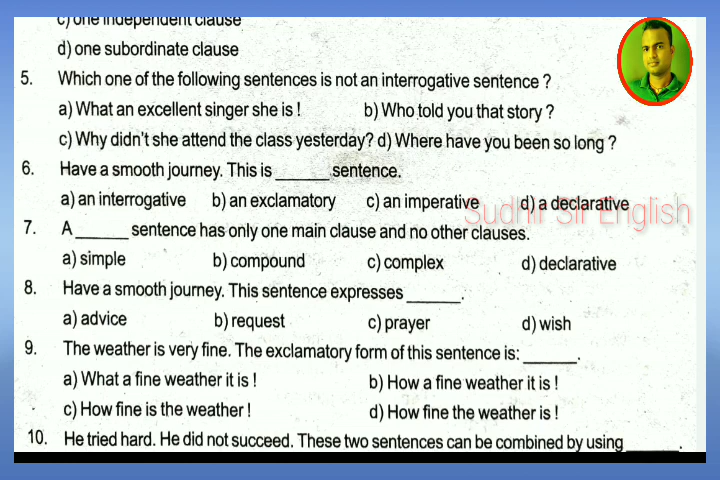 c) one independent clause
d) one subordinate clause
5. Which one of the following sentences is not an interrogative sentence ?
a) What an excellent singer she is ! b) Who told you that story ?
c) Why didn't she attend the class yesterday? d) Where have you been so long ?
6. Have a smooth journey. This is ______ sentence.
a) an interrogative b) an exclamatory c) an imperative d) a declarative
Sudhir Sir English
7. A ______ sentence has only one main clause and no other clauses.
a) simple b) compound c) complex d) declarative
8. Have a smooth journey. This sentence expresses ______.
a) advice b) request c) prayer d) wish
9. The weather is very fine. The exclamatory form of this sentence is: ______.
a) What a fine weather it is ! b) How a fine weather it is !
c) How fine is the weather ! d) How fine the weather is !
10. He tried hard. He did not succeed. These two sentences can be combined by using ______.